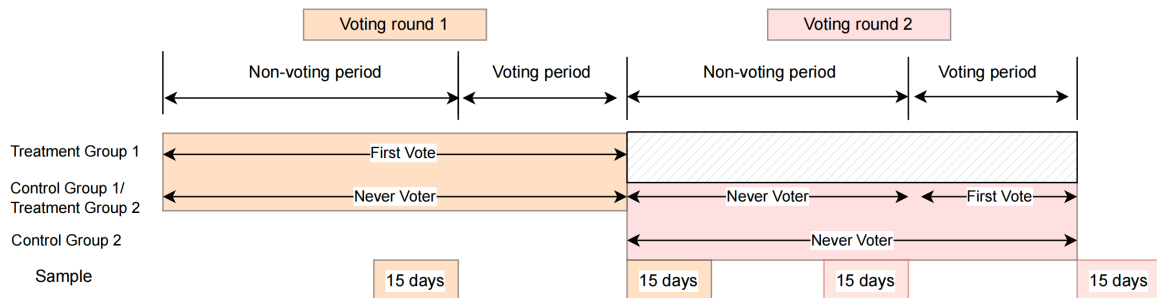 Voting round 1
Voting round 2
Non-voting period
Voting period
Non-voting period
Voting period
Treatment Group 1
First Vote
Control Group 1/
Treatment Group 2
Never Voter
Never Voter
First Vote
Control Group 2
Never Voter
Sample
15 days
15 days
15 days
15 days